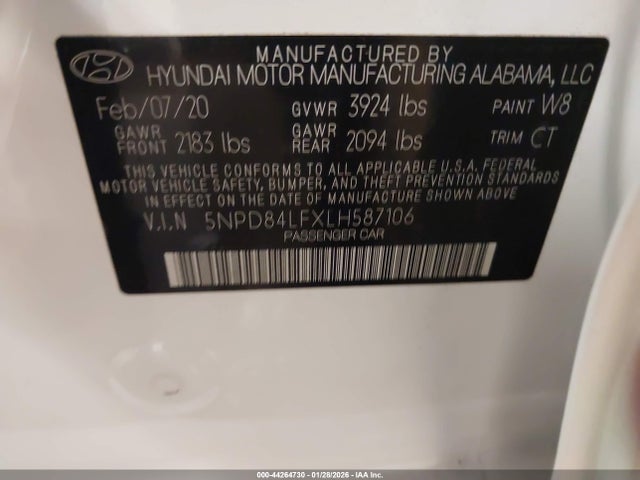 MANUFACTURED BY
HYUNDAI MOTOR MANUFACTURING ALABAMA, LLC
Feb/07/20 GVWR 3924 lbs PAINT W8
GAWR FRONT 2183 lbs GAWR REAR 2094 lbs TRIM CT
THIS VEHICLE CONFORMS TO ALL APPLICABLE U.S.A. FEDERAL
MOTOR VEHICLE SAFETY, BUMPER, AND THEFT PREVENTION STANDARDS
IN EFFECT ON THE DATE OF MANUFACTURE SHOWN ABOVE
V.I.N 5NPD84LFXLH587106
PASSENGER CAR
000-44264730 - 01/28/2026 - IAA Inc.